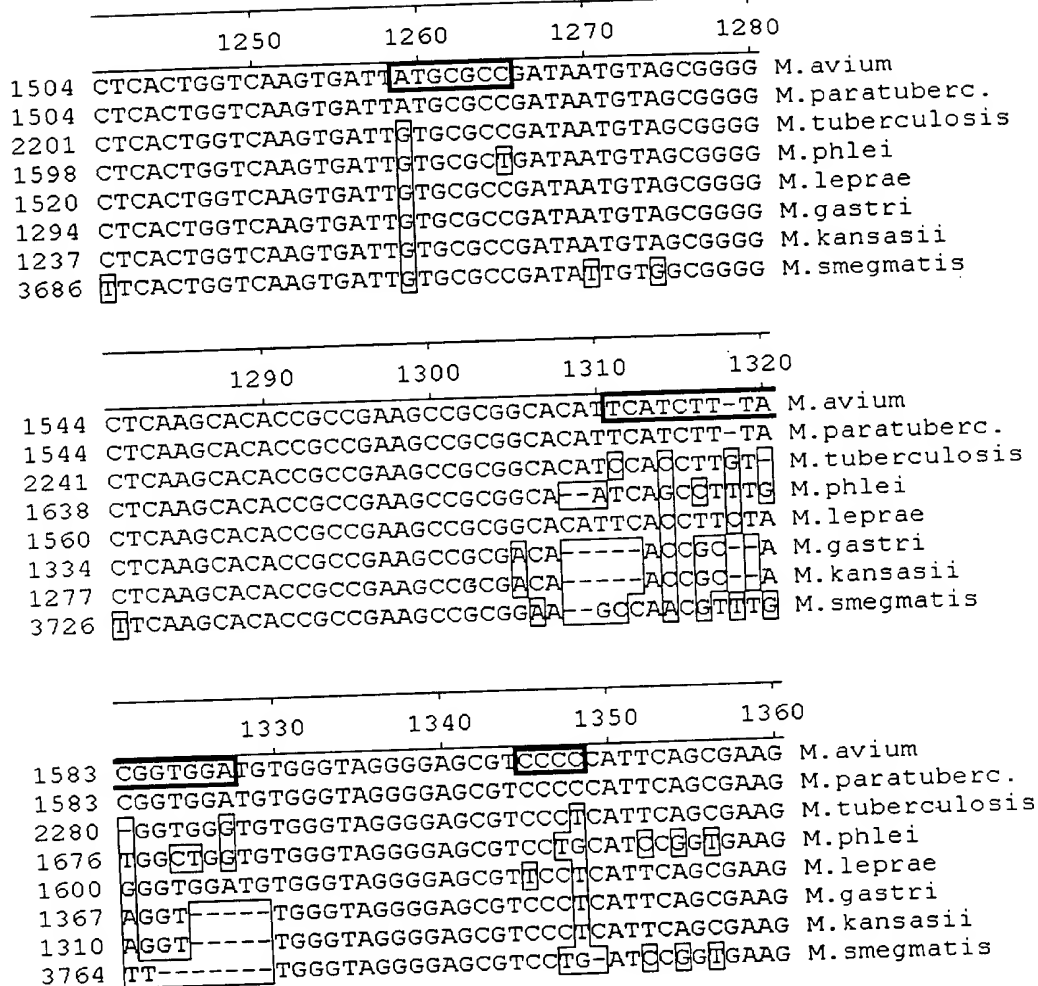 1250 1260 1270 1280
1504 CTCACTGGTCAAGTGATTATGCGCCGATAATGTAGCGGGG M.avium
1504 CTCACTGGTCAAGTGATTATGCGCCGATAATGTAGCGGGG M.paratuberc.
2201 CTCACTGGTCAAGTGATTGTGCGCCGATAATGTAGCGGGG M.tuberculosis
1598 CTCACTGGTCAAGTGATTGTGCGCTGATAATGTAGCGGGG M.phlei
1520 CTCACTGGTCAAGTGATTGTGCGCCGATAATGTAGCGGGG M.leprae
1294 CTCACTGGTCAAGTGATTGTGCGCCGATAATGTAGCGGGG M.gastri
1237 CTCACTGGTCAAGTGATTGTGCGCCGATAATGTAGCGGGG M.kansasii
3686 TTCACTGGTCAAGTGATTGTGCGCCGATATTGTGGCGGGG M.smegmatis
1290 1300 1310 1320
1544 CTCAAGCACACCGCCGAAGCCGCGGCACATTCATCTT-TA M.avium
1544 CTCAAGCACACCGCCGAAGCCGCGGCACATTCATCTT-TA M.paratuberc.
2241 CTCAAGCACACCGCCGAAGCCGCGGCACATCCACCTTGT- M.tuberculosis
1638 CTCAAGCACACCGCCGAAGCCGCGGCA--ATCAGCCTTTG M.phlei
1560 CTCAAGCACACCGCCGAAGCCGCGGCACATTCACCTTCTA M.leprae
1334 CTCAAGCACACCGCCGAAGCCGCGACA-----ACCGC--A M.gastri
1277 CTCAAGCACACCGCCGAAGCCGCGACA-----ACCGC--A M.kansasii
3726 TTCAAGCACACCGCCGAAGCCGCGGAA--GCCAACGTTTG M.smegmatis
1330 1340 1350 1360
1583 CGGTGGATGTGGGTAGGGGAGCGTCCCCCATTCAGCGAAG M.avium
1583 CGGTGGATGTGGGTAGGGGAGCGTCCCCCATTCAGCGAAG M.paratuberc.
2280 -GGTGGGTGTGGGTAGGGGAGCGTCCCTCATTCAGCGAAG M.tuberculosis
1676 TGGCTGGTGTGGGTAGGGGAGCGTCCTGCATCCGGTGAAG M.phlei
1600 GGGTGGATGTGGGTAGGGGAGCGTTCCTCATTCAGCGAAG M.leprae
1367 AGGT-----TGGGTAGGGGAGCGTCCCTCATTCAGCGAAG M.gastri
1310 AGGT-----TGGGTAGGGGAGCGTCCCTCATTCAGCGAAG M.kansasii
3764 TT-------TGGGTAGGGGAGCGTCCTG-ATCCGGTGAAG M.smegmatis